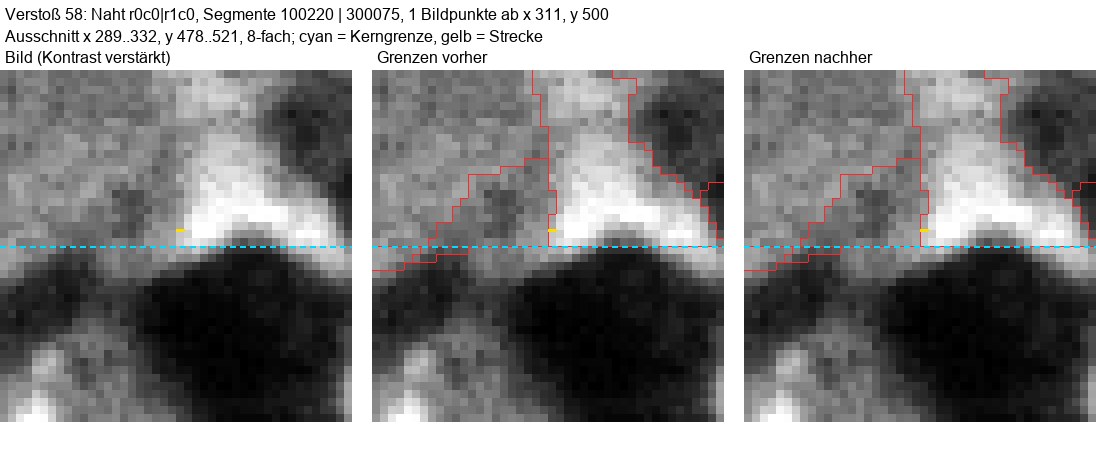 Verstoß 58: Naht r0c0|r1c0, Segmente 100220 | 300075, 1 Bildpunkte ab x 311, y 500
Ausschnitt x 289..332, y 478..521, 8-fach; cyan = Kerngrenze, gelb = Strecke
Bild (Kontrast verstärkt)
Grenzen vorher
Grenzen nachher